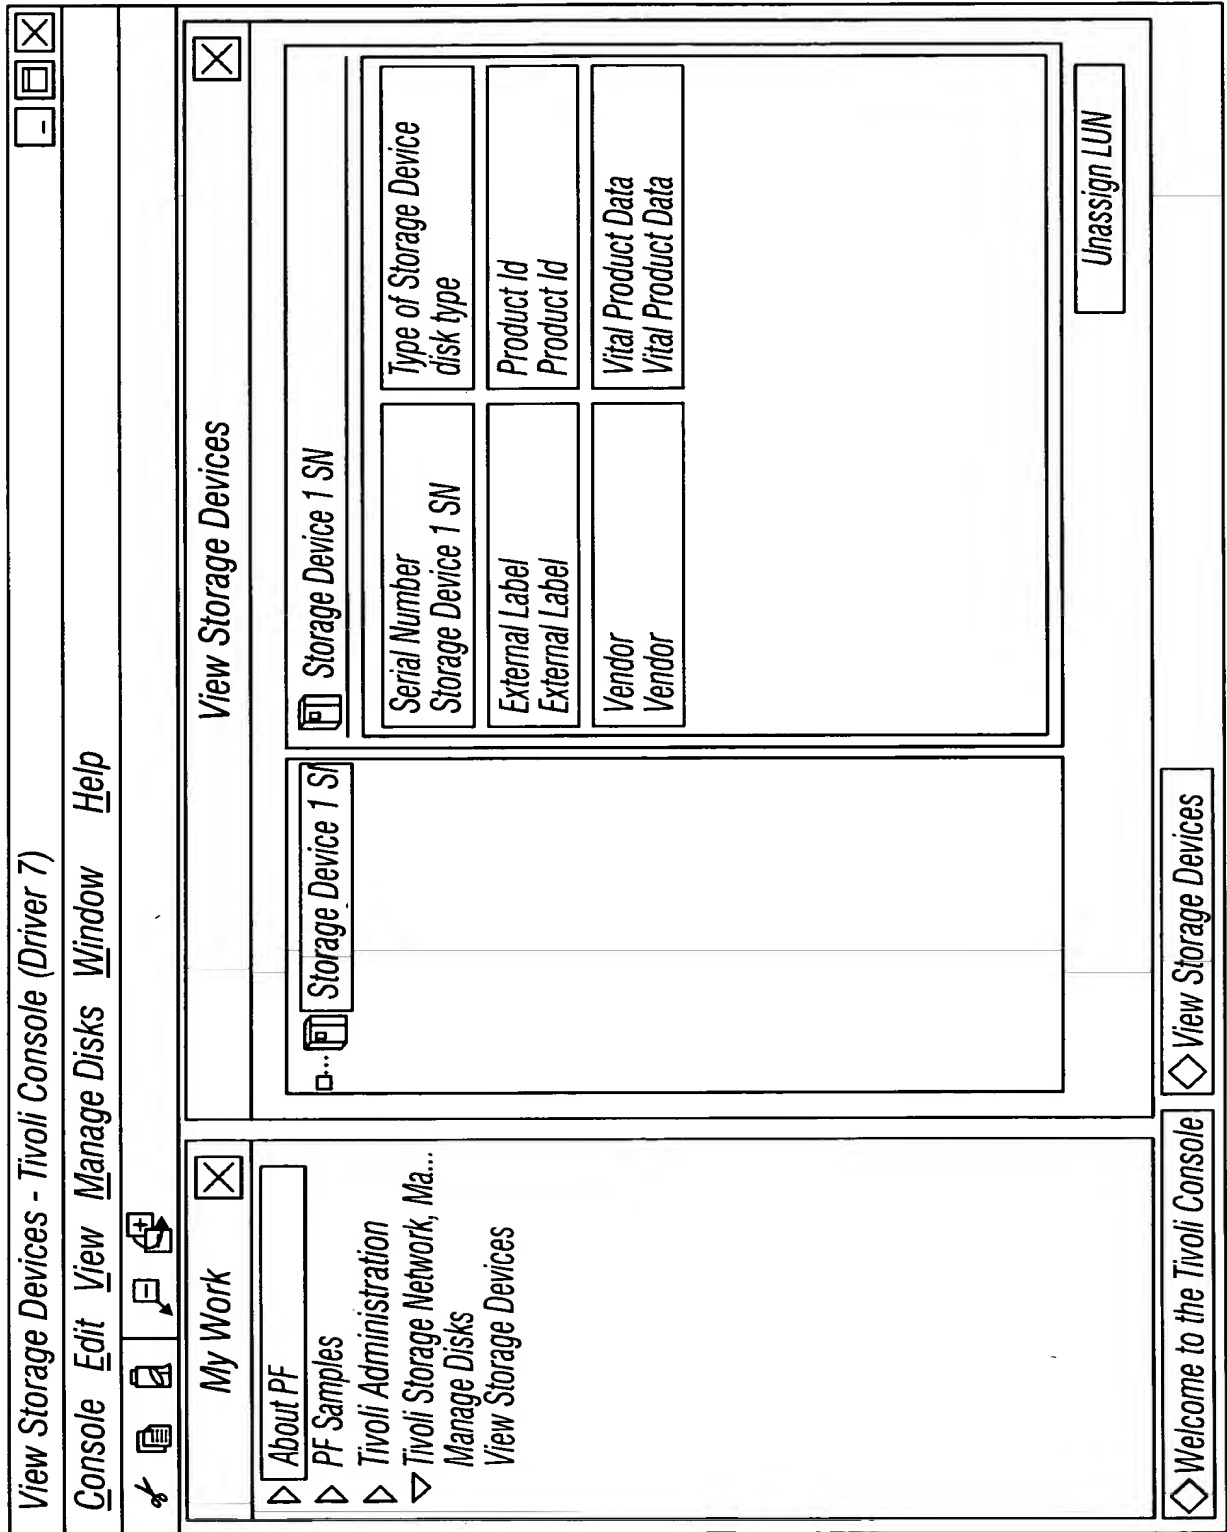 View Storage Devices - Tivoli Console (Driver 7)
Console Edit View Manage Disks Window Help
My Work
About PF
PF Samples
Tivoli Administration
Tivoli Storage Network, Ma...
Manage Disks
View Storage Devices
View Storage Devices
Storage Device 1 SN
Storage Device 1 SN
Serial Number
Storage Device 1 SN
Type of Storage Device
disk type
External Label
External Label
Product Id
Product Id
Vendor
Vendor
Vital Product Data
Vital Product Data
Unassign LUN
Welcome to the Tivoli Console
View Storage Devices